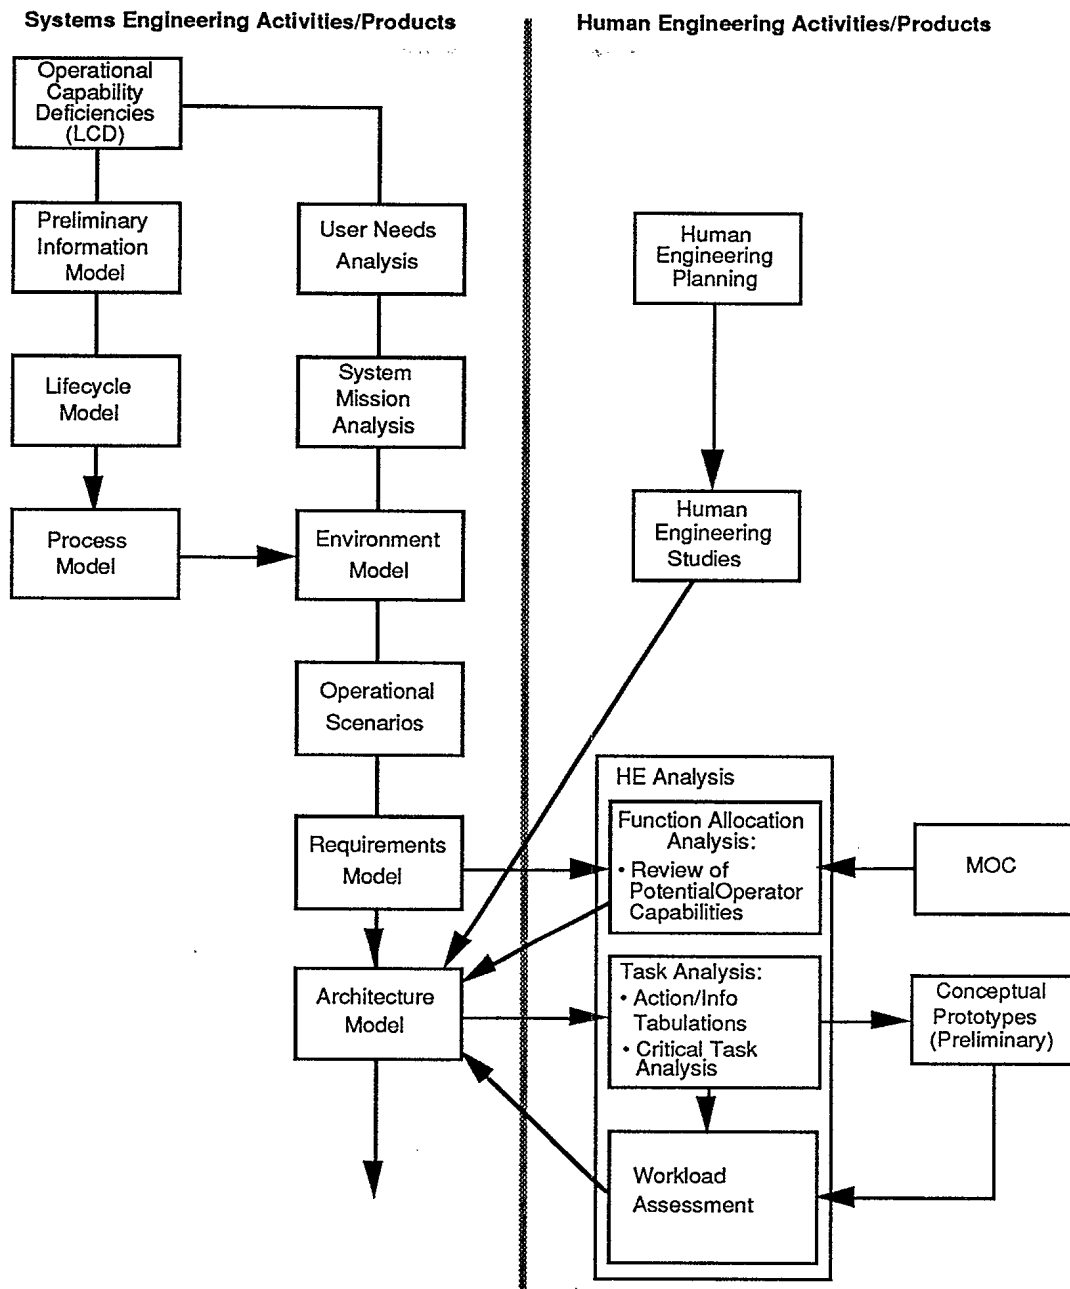 Systems Engineering Activities/Products
Human Engineering Activities/Products
Operational
Capability
Deficiencies
(LCD)
Preliminary
Information
Model
User Needs
Analysis
Human
Engineering
Planning
Lifecycle
Model
System
Mission
Analysis
Process
Model
Environment
Model
Human
Engineering
Studies
Operational
Scenarios
HE Analysis
Requirements
Model
Function Allocation
Analysis:
• Review of
PotentialOperator
Capabilities
MOC
Architecture
Model
Task Analysis:
• Action/Info
Tabulations
• Critical Task
Analysis
Conceptual
Prototypes
(Preliminary)
Workload
Assessment